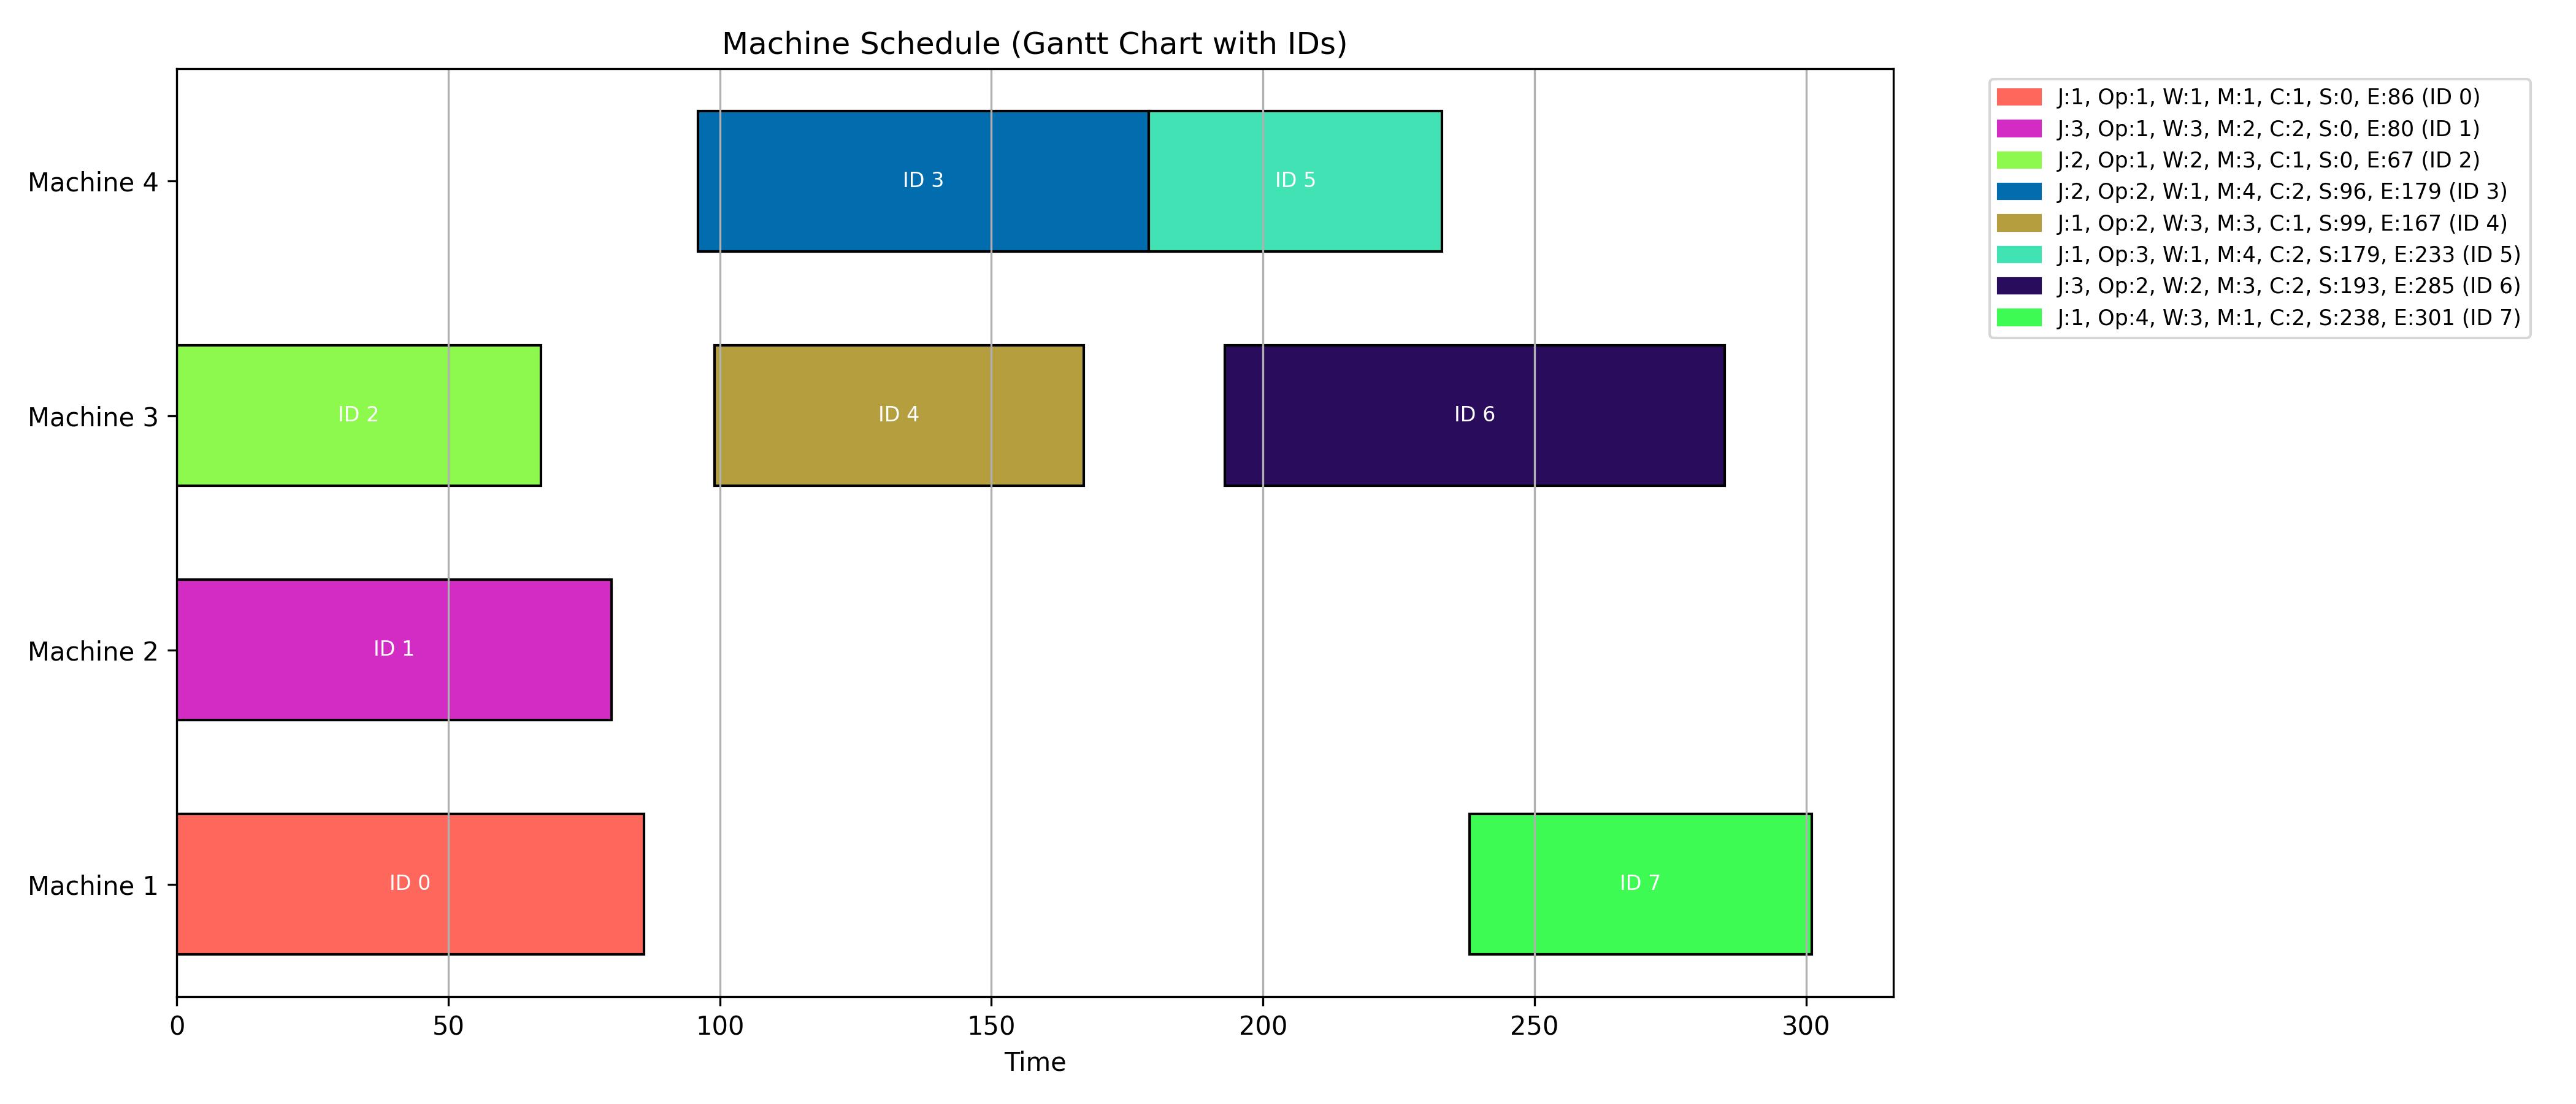 Machine Schedule (Gantt Chart with IDs)
Machine 4
Machine 3
Machine 2
Machine 1
ID 3
ID 5
ID 2
ID 4
ID 6
ID 1
ID 0
ID 7
0 50 100 150 200 250 300
Time
J:1, Op:1, W:1, M:1, C:1, S:0, E:86 (ID 0)
J:3, Op:1, W:3, M:2, C:2, S:0, E:80 (ID 1)
J:2, Op:1, W:2, M:3, C:1, S:0, E:67 (ID 2)
J:2, Op:2, W:1, M:4, C:2, S:96, E:179 (ID 3)
J:1, Op:2, W:3, M:3, C:1, S:99, E:167 (ID 4)
J:1, Op:3, W:1, M:4, C:2, S:179, E:233 (ID 5)
J:3, Op:2, W:2, M:3, C:2, S:193, E:285 (ID 6)
J:1, Op:4, W:3, M:1, C:2, S:238, E:301 (ID 7)